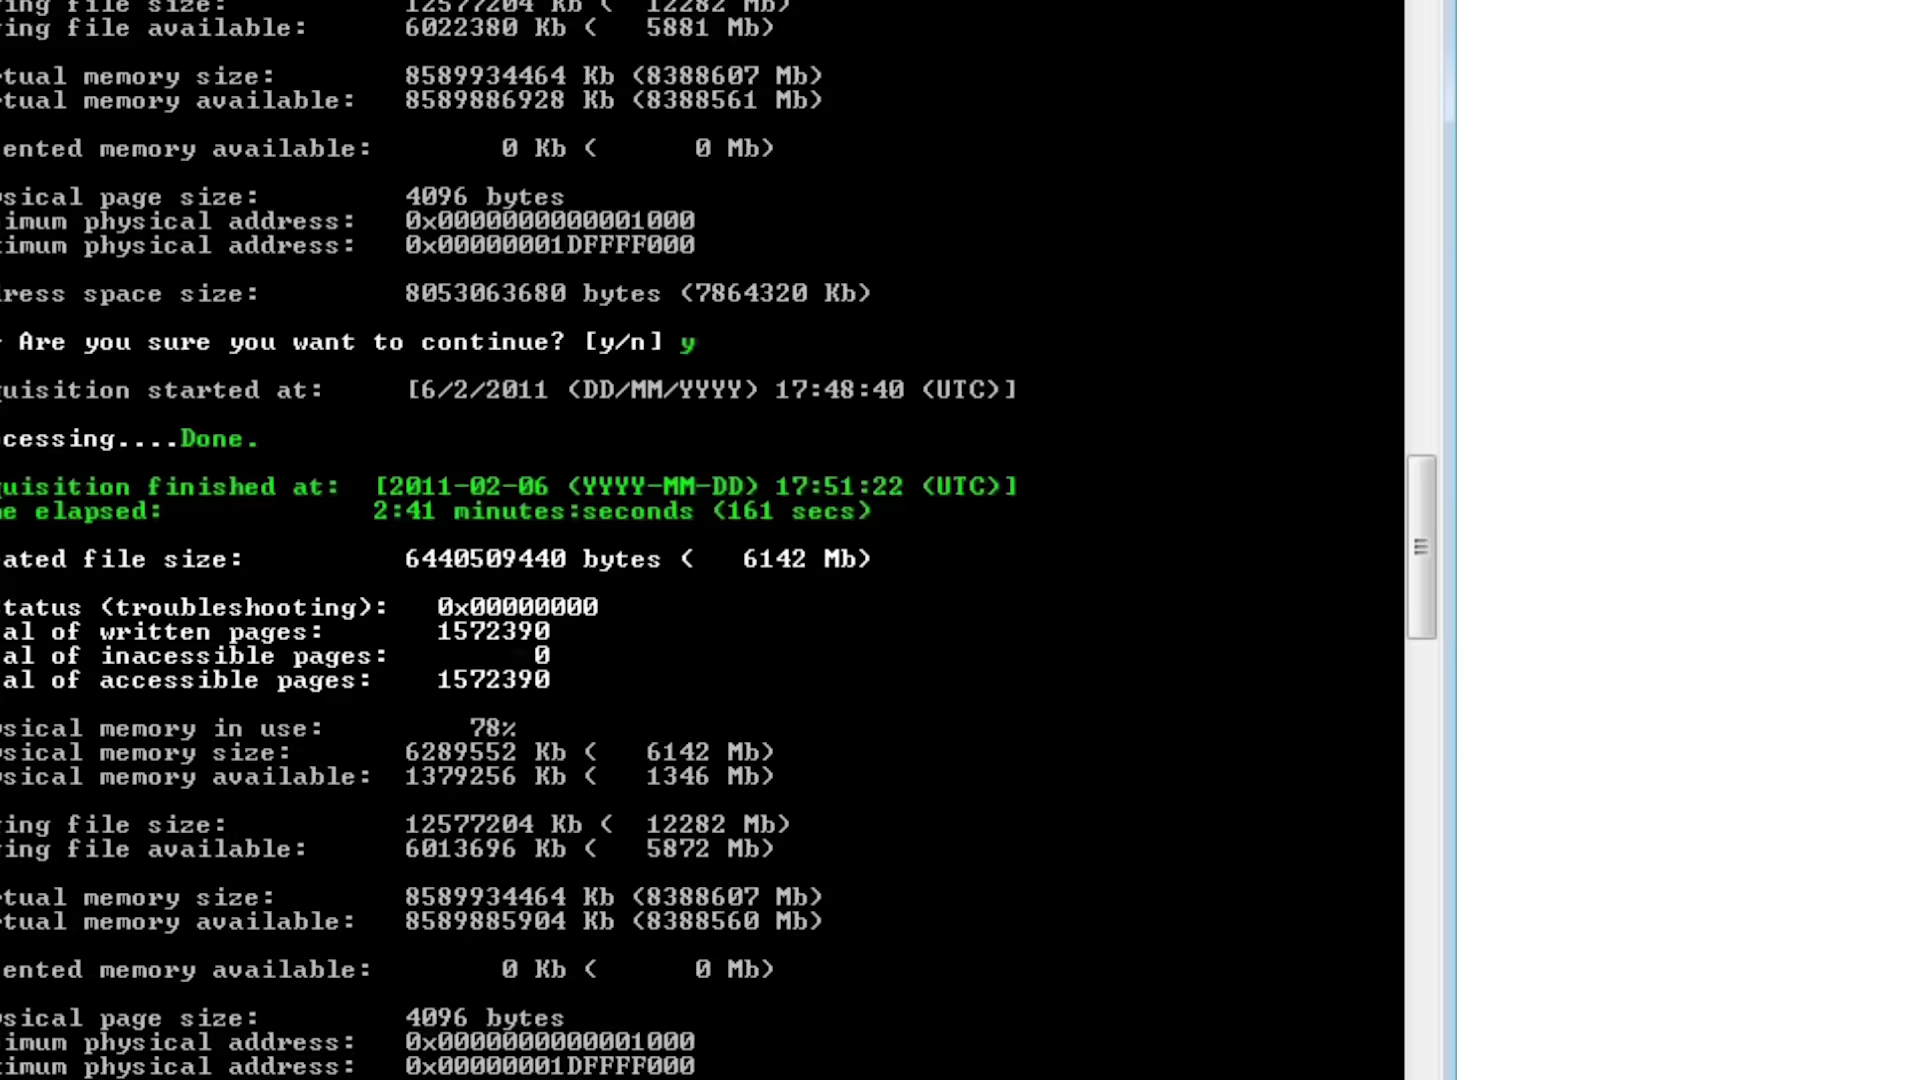 ing file size: 12577204 Kb ( 12282 Mb)
ing file available: 6022380 Kb ( 5881 Mb)
tual memory size: 8589934464 Kb (8388607 Mb)
tual memory available: 8589886928 Kb (8388561 Mb)
ented memory available: 0 Kb ( 0 Mb)
sical page size: 4096 bytes
imum physical address: 0x0000000000001000
imum physical address: 0x00000001DFFFF000
ress space size: 8053063680 bytes (7864320 Kb)
Are you sure you want to continue? [y/n] y
uisition started at: [6/2/2011 (DD/MM/YYYY) 17:48:40 (UTC)]
cessing....Done.
uisition finished at: [2011-02-06 (YYYY-MM-DD) 17:51:22 (UTC)]
e elapsed: 2:41 minutes:seconds (161 secs)
ated file size: 6440509440 bytes ( 6142 Mb)
tatus (troubleshooting): 0x00000000
al of written pages: 1572390
al of inacessible pages: 0
al of accessible pages: 1572390
sical memory in use: 78%
sical memory size: 6289552 Kb ( 6142 Mb)
sical memory available: 1379256 Kb ( 1346 Mb)
ing file size: 12577204 Kb ( 12282 Mb)
ing file available: 6013696 Kb ( 5872 Mb)
tual memory size: 8589934464 Kb (8388607 Mb)
tual memory available: 8589885904 Kb (8388560 Mb)
ented memory available: 0 Kb ( 0 Mb)
sical page size: 4096 bytes
imum physical address: 0x0000000000001000
imum physical address: 0x00000001DFFFF000